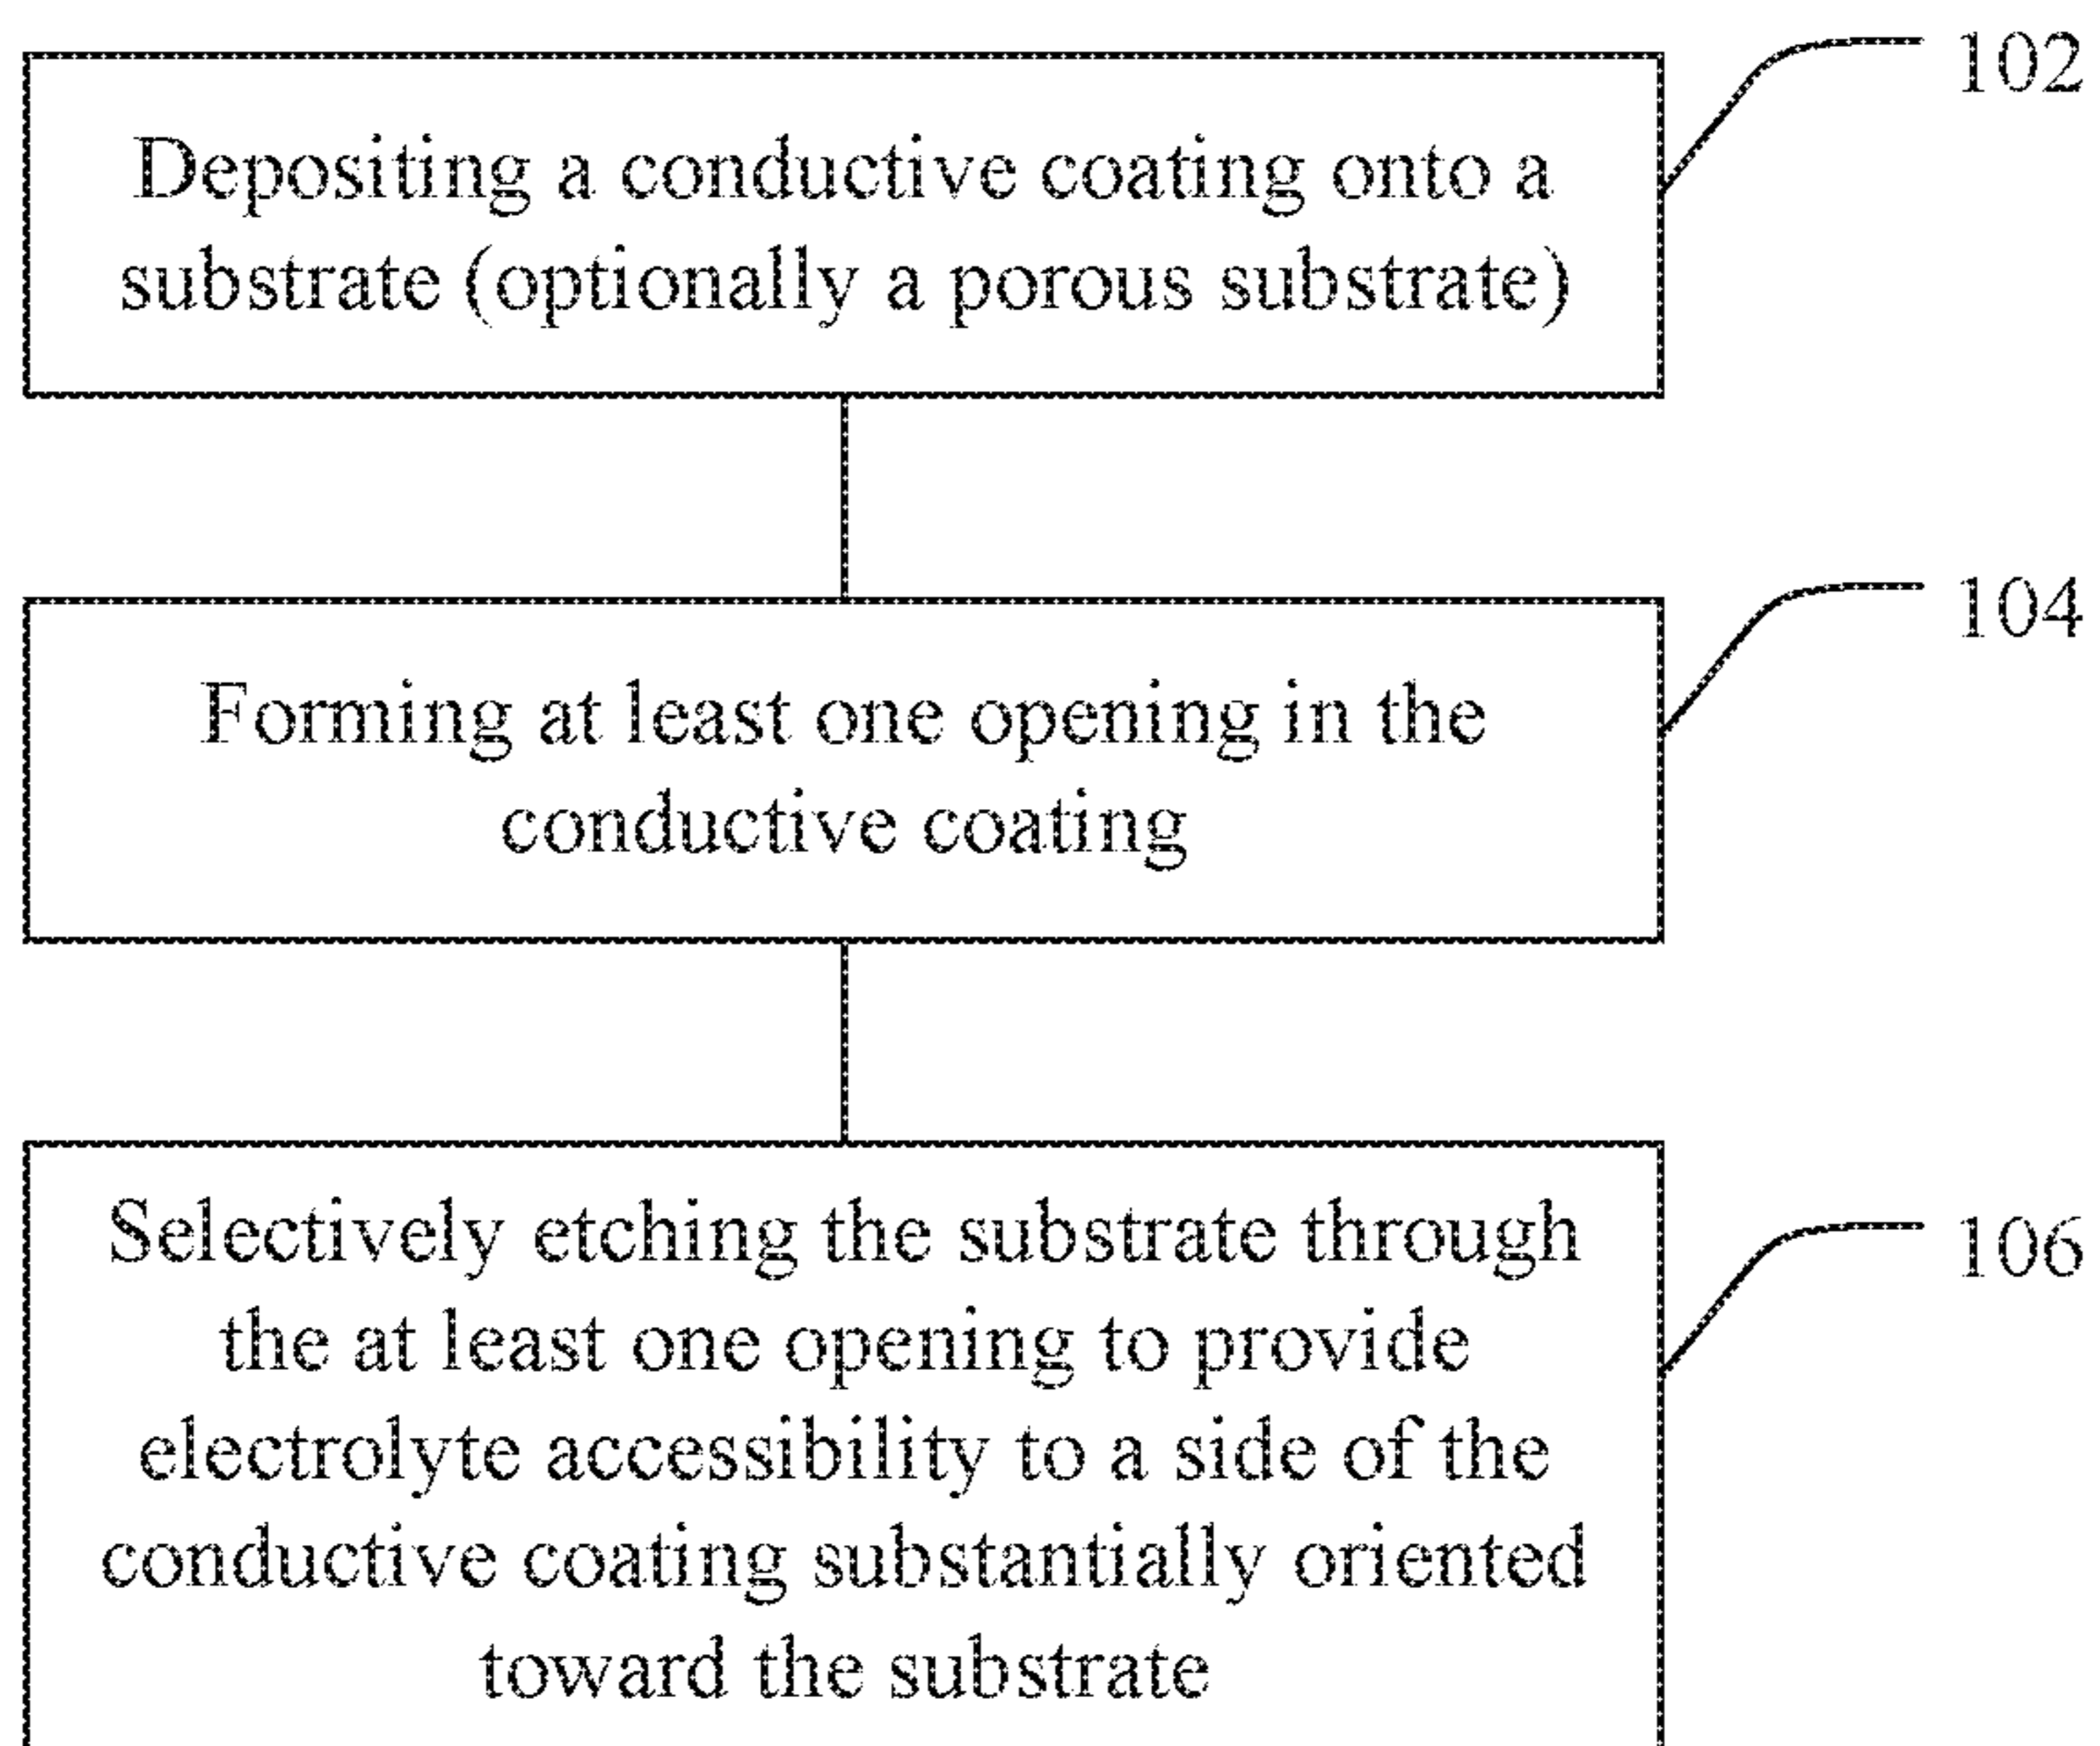 102
Depositing a conductive coating onto a
substrate (optionally a porous substrate)
104
Forming at least one opening in the
conductive coating
106
Selectively etching the substrate through
the at least one opening to provide
electrolyte accessibility to a side of the
conductive coating substantially oriented
toward the substrate